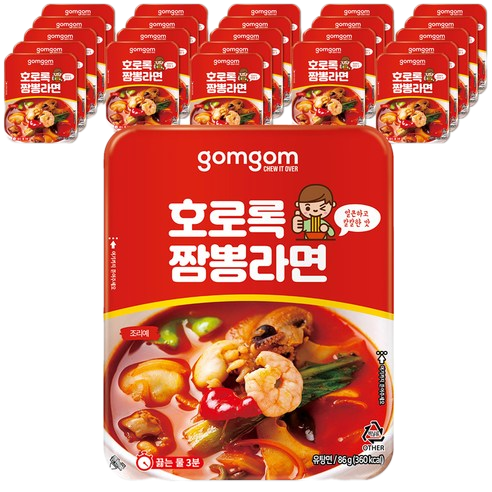 gomgom
CHEW IT OVER
호로록
짬뽕라면
얼큰하고
칼칼한 맛
조리예
끓는 물 3분
OTHER
유탕면 / 86 g (360 kcal)